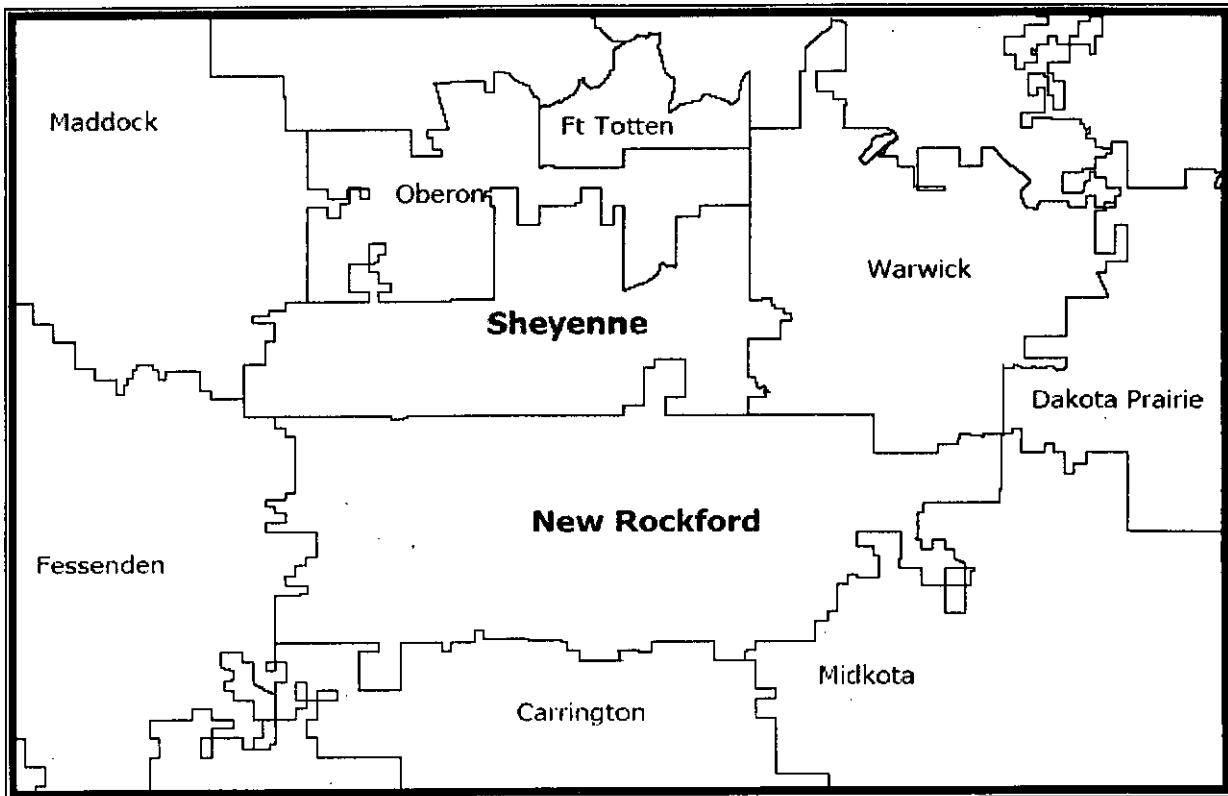 Maddock
Ft Totten
Oberon
Warwick
Sheyenne
Dakota Prairie
New Rockford
Fessenden
Midkota
Carrington